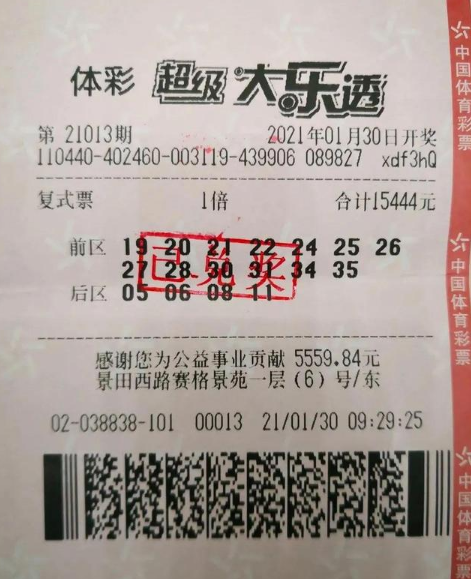 体彩 超级大乐透
第 21013期 2021年01月30日开奖
110440-402460-003119-439906 089827 xdf3hQ
复式票 1倍 合计15444元
前区 19 20 21 22 24 25 26
27 28 30 31 34 35
后区 05 06 08 11
已兑奖
感谢您为公益事业贡献 5559.84元
景田西路赛格景苑一层(6)号/东
02-038838-101 00013 21/01/30 09:29:25
中国体育彩票
中国体育彩票
中国体育彩票